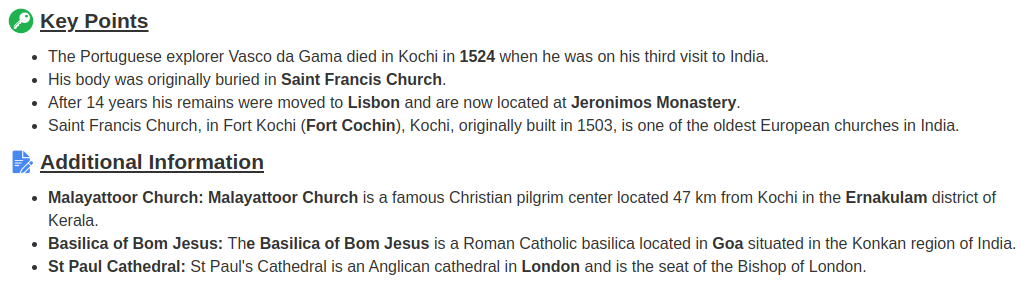 Key Points
The Portuguese explorer Vasco da Gama died in Kochi in 1524 when he was on his third visit to India.
His body was originally buried in Saint Francis Church.
After 14 years his remains were moved to Lisbon and are now located at Jeronimos Monastery.
Saint Francis Church, in Fort Kochi (Fort Cochin), Kochi, originally built in 1503, is one of the oldest European churches in India.
Additional Information
Malayattoor Church: Malayattoor Church is a famous Christian pilgrim center located 47 km from Kochi in the Ernakulam district of
Kerala.
Basilica of Bom Jesus: The Basilica of Bom Jesus is a Roman Catholic basilica located in Goa situated in the Konkan region of India.
St Paul Cathedral: St Paul's Cathedral is an Anglican cathedral in London and is the seat of the Bishop of London.